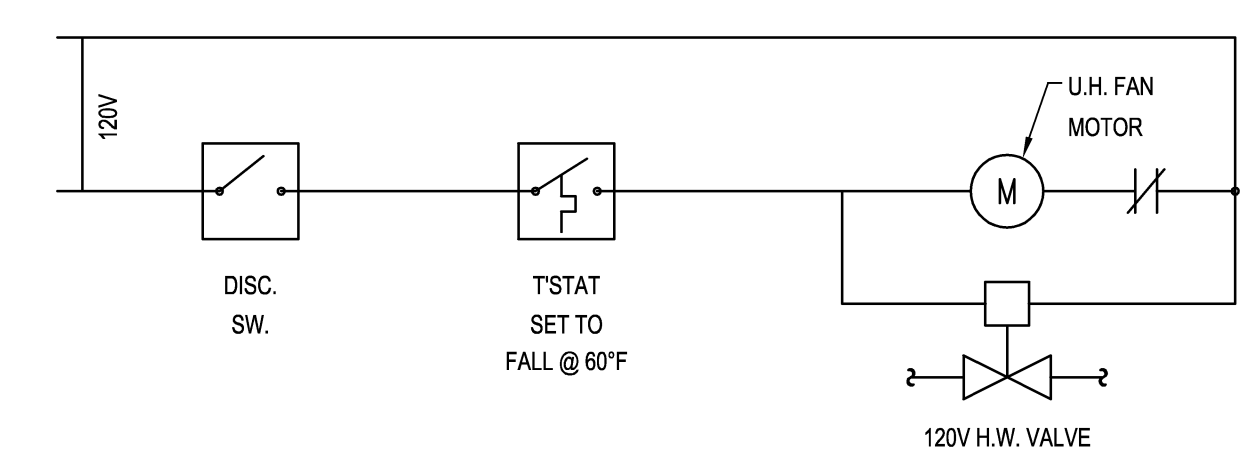 120V
U.H. FAN
MOTOR
M
DISC.
SW.
T'STAT
SET TO
FALL @ 60°F
120V H.W. VALVE